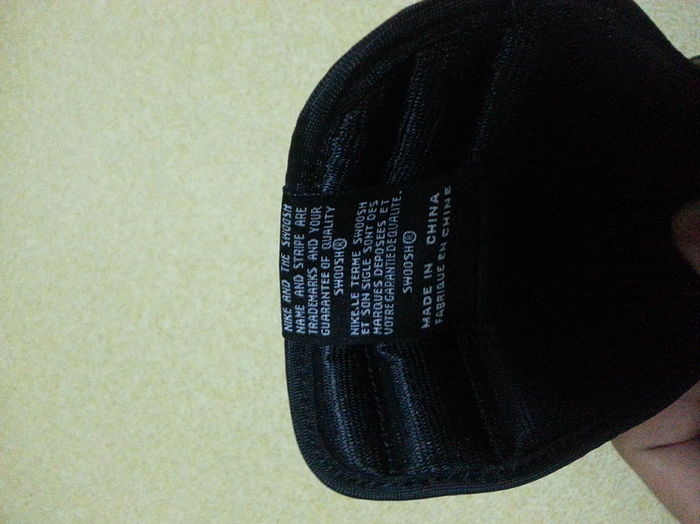 NIKE AND THE SWOOSH
NAME AND STRIPE ARE
TRADEMARKS AND YOUR
GUARANTEE OF QUALITY
SWOOSH®
NIKE.LE TERME SWOOSH
ET SON SIGLE SONT DES
MARQUES DEPOSEES ET
VOTRE GARANTIE DE QUALITE.
SWOOSH®
MADE IN CHINA
FABRIQUE EN CHINE